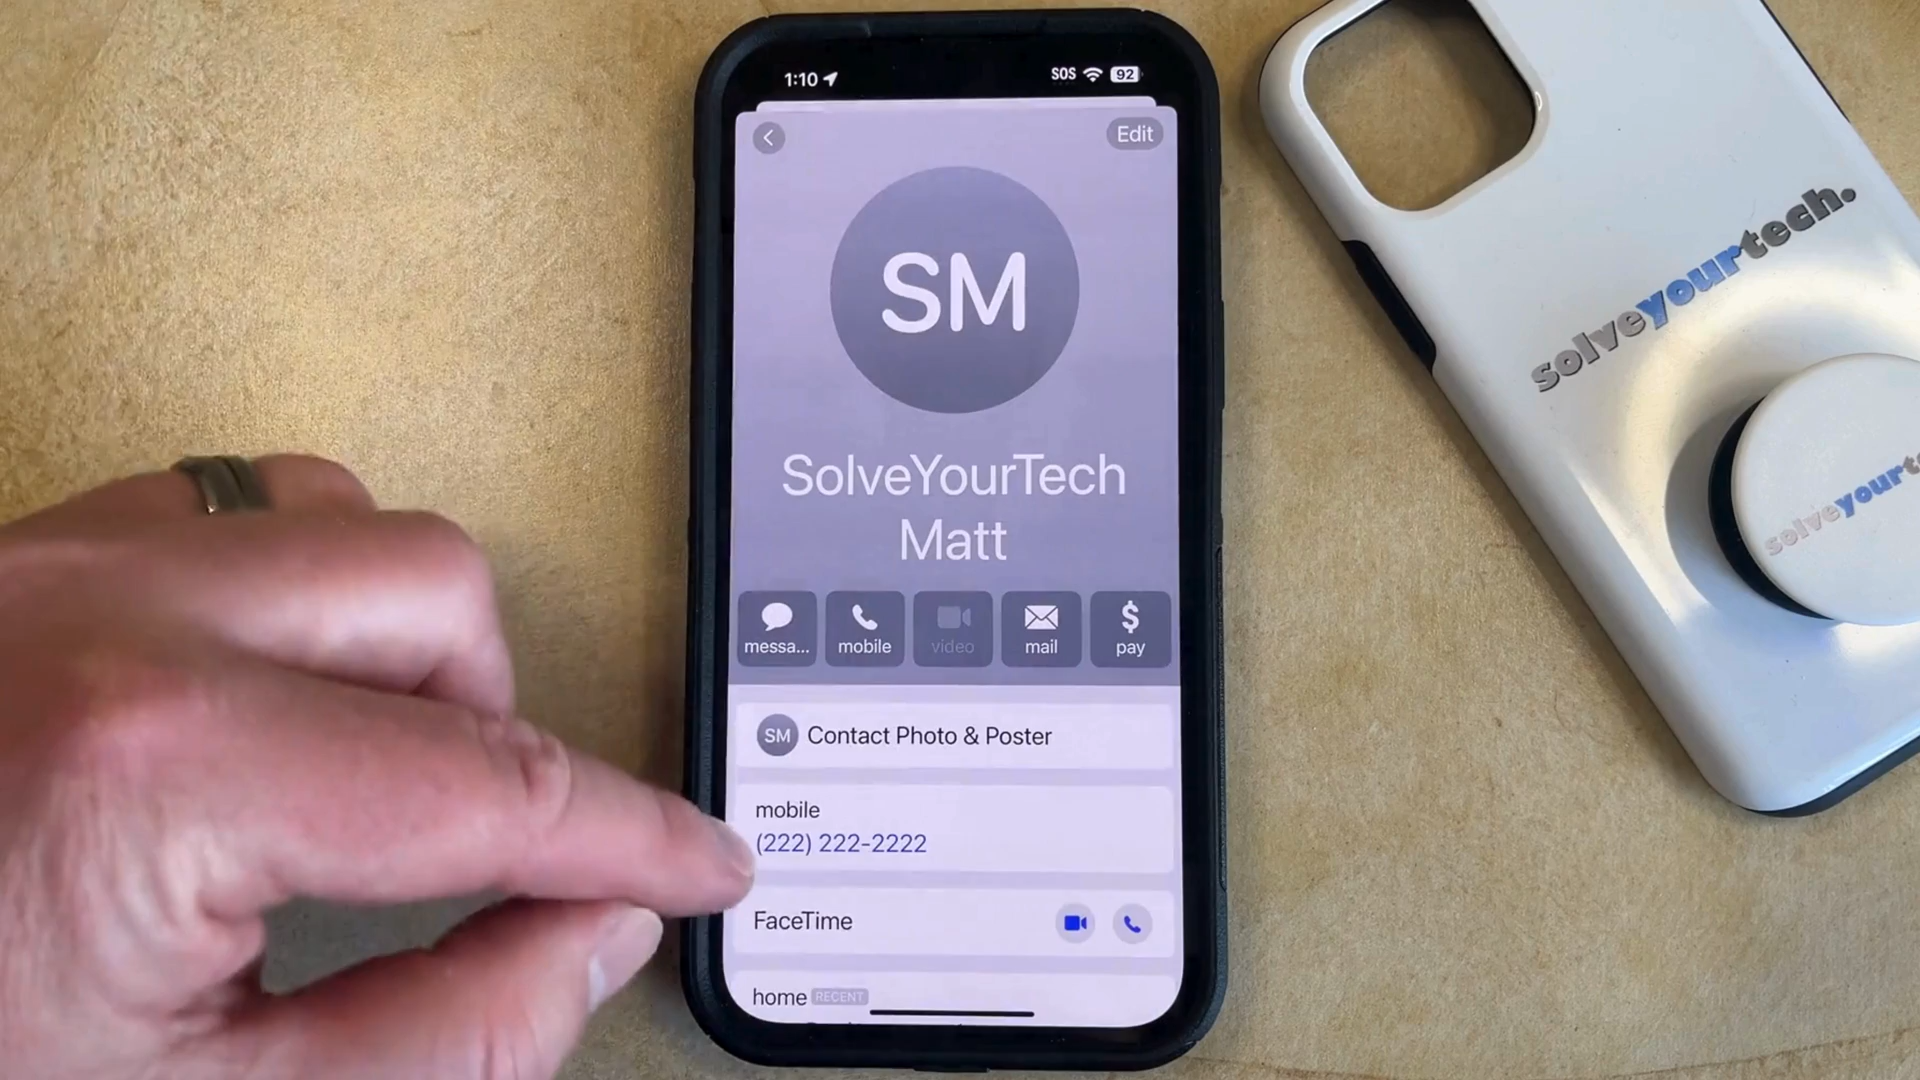 1:10
SOS 92
Edit
SM
SolveYourTech
Matt
messa...
mobile
video
mail
pay
SM Contact Photo & Poster
mobile
(222) 222-2222
FaceTime
home RECENT
solveyourtech.